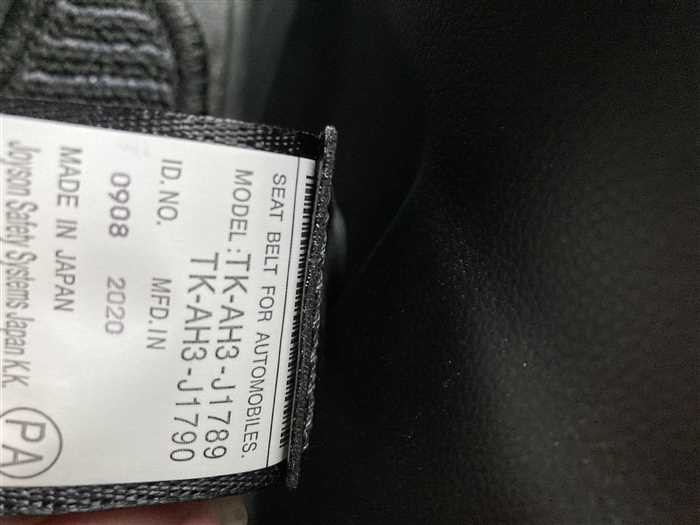 SEAT BELT FOR AUTOMOBILES.
MODEL: TK-AH3-J1789
TK-AH3-J1790
ID.NO. MFD.IN
0908 2020
MADE IN JAPAN
Joyson Safety Systems Japan K.K.
PA